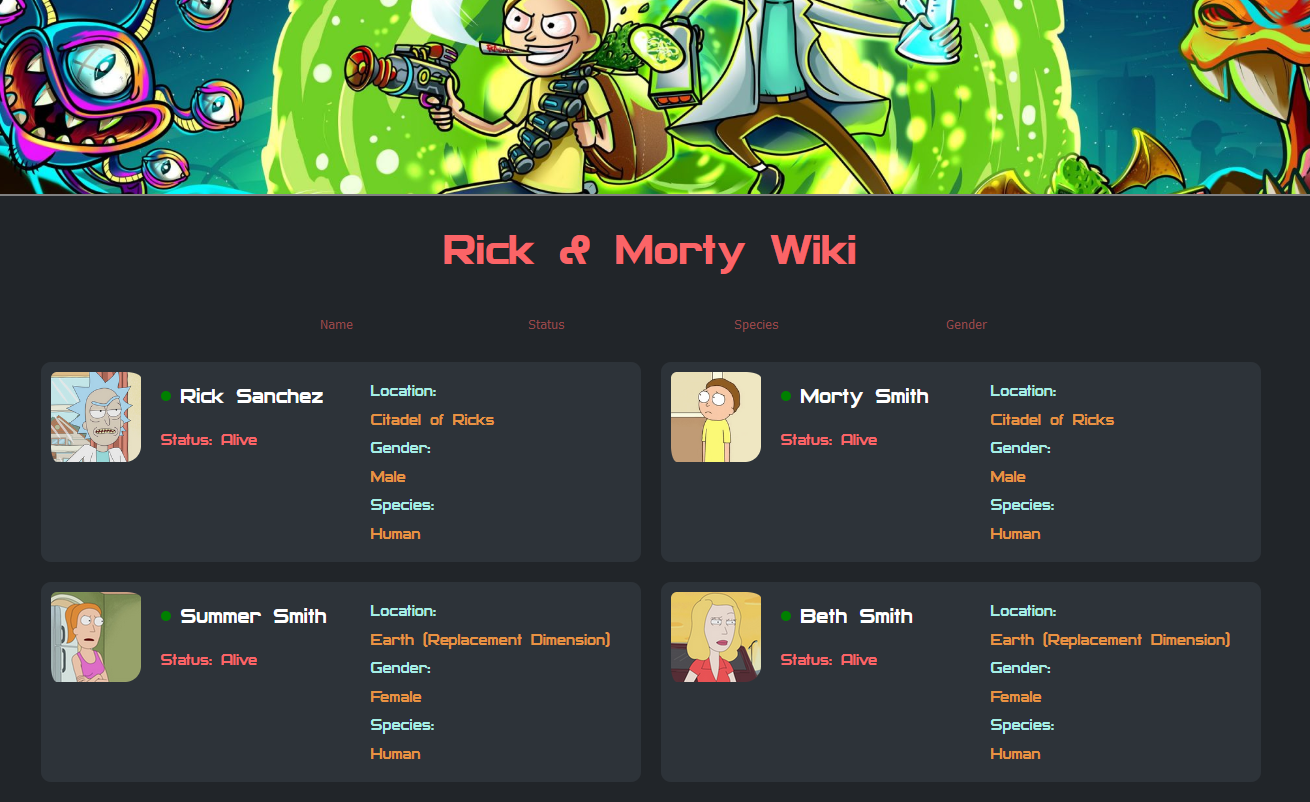 Rick & Morty Wiki
Name Status Species Gender
Rick Sanchez
Status: Alive
Location:
Citadel of Ricks
Gender:
Male
Species:
Human
Morty Smith
Status: Alive
Location:
Citadel of Ricks
Gender:
Male
Species:
Human
Summer Smith
Status: Alive
Location:
Earth (Replacement Dimension)
Gender:
Female
Species:
Human
Beth Smith
Status: Alive
Location:
Earth (Replacement Dimension)
Gender:
Female
Species:
Human